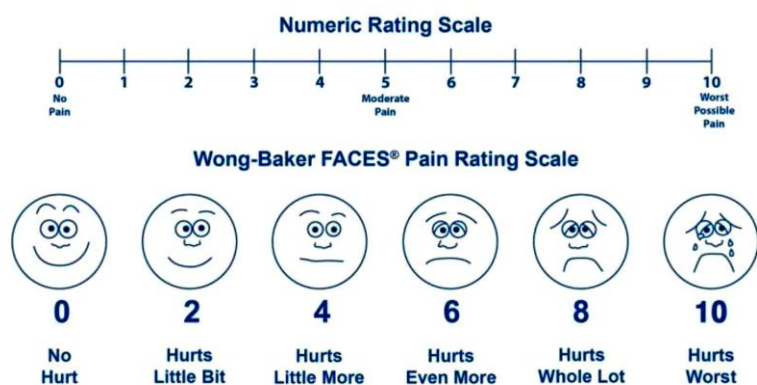 Numeric Rating Scale
0 1 2 3 4 5 6 7 8 9 10
No Pain
Moderate Pain
Worst Possible Pain
Wong-Baker FACES® Pain Rating Scale
0 2 4 6 8 10
No Hurt
Hurts Little Bit
Hurts Little More
Hurts Even More
Hurts Whole Lot
Hurts Worst